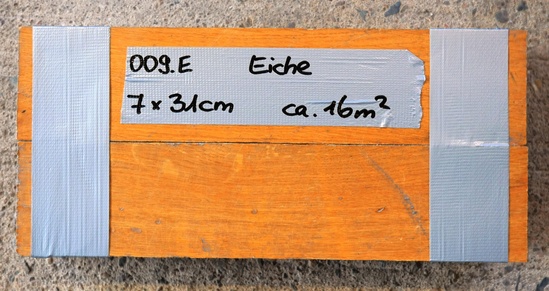 009.E Eiche
7 x 31cm ca. 16m²